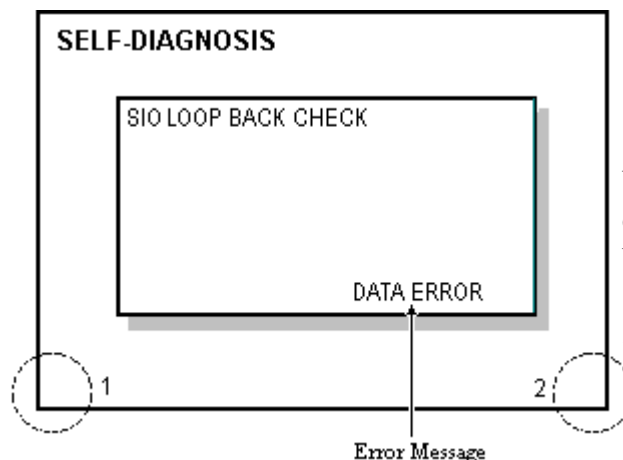 SELF-DIAGNOSIS
SIO LOOP BACK CHECK
DATA ERROR
1
2
Error Message